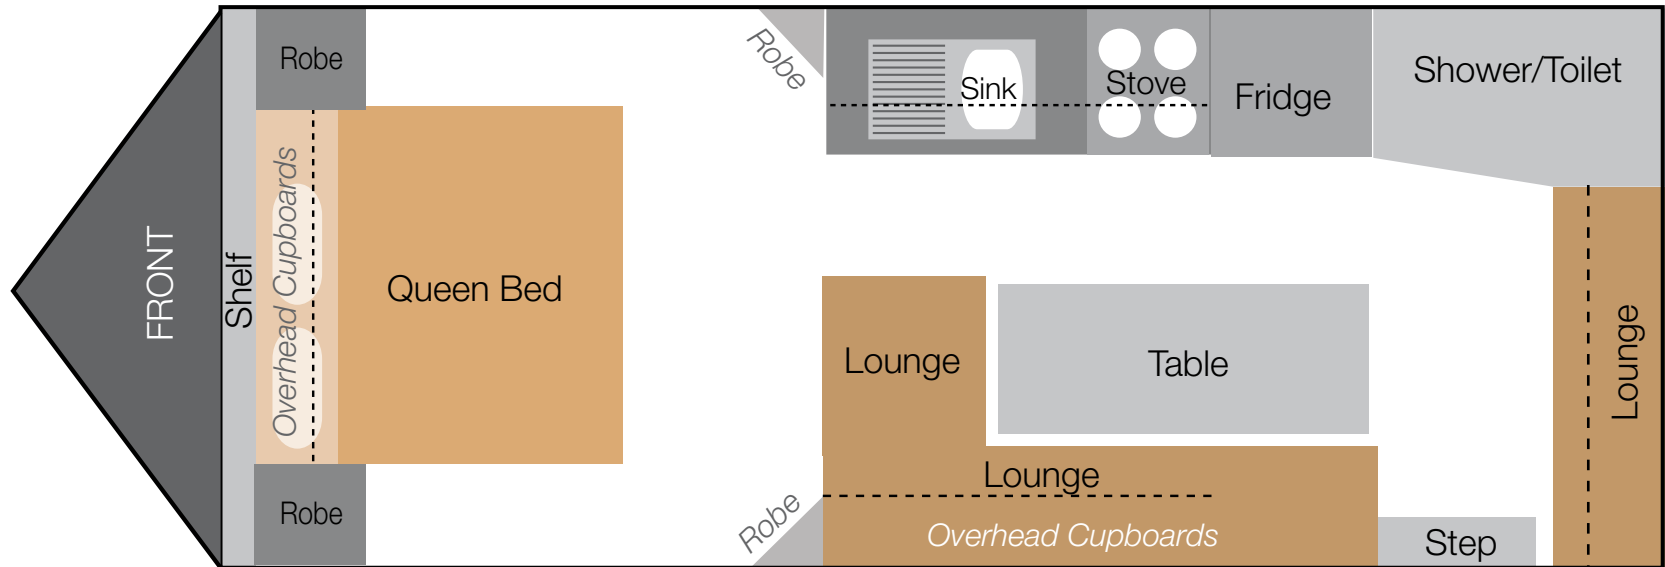 FRONT
Shelf
Robe
Overhead Cupboards
Queen Bed
Robe
Robe
Sink
Stove
Fridge
Shower/Toilet
Lounge
Table
Lounge
Lounge
Robe
Overhead Cupboards
Step